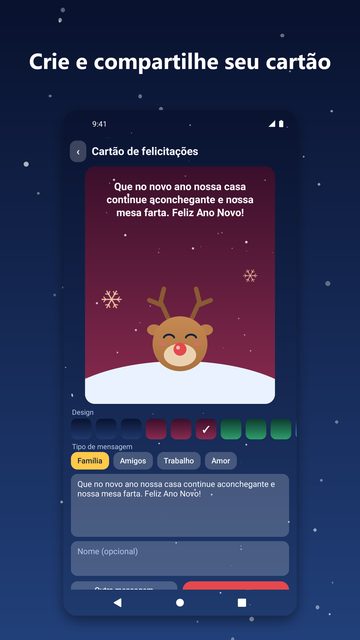 Crie e compartilhe seu cartão
9:41
Cartão de felicitações
Que no novo ano nossa casa
continue aconchegante e nossa
mesa farta. Feliz Ano Novo!
Design
Tipo de mensagem
Família Amigos Trabalho Amor
Que no novo ano nossa casa continue aconchegante e
nossa mesa farta. Feliz Ano Novo!
Nome (opcional)
Outra mensagem